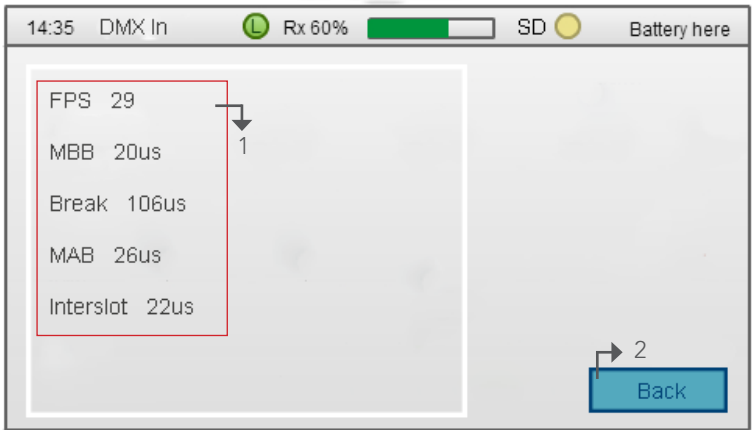 14:35 DMX In L Rx 60% SD Battery here
FPS 29
1
MBB 20us
Break 106us
MAB 26us
Interslot 22us
2
Back